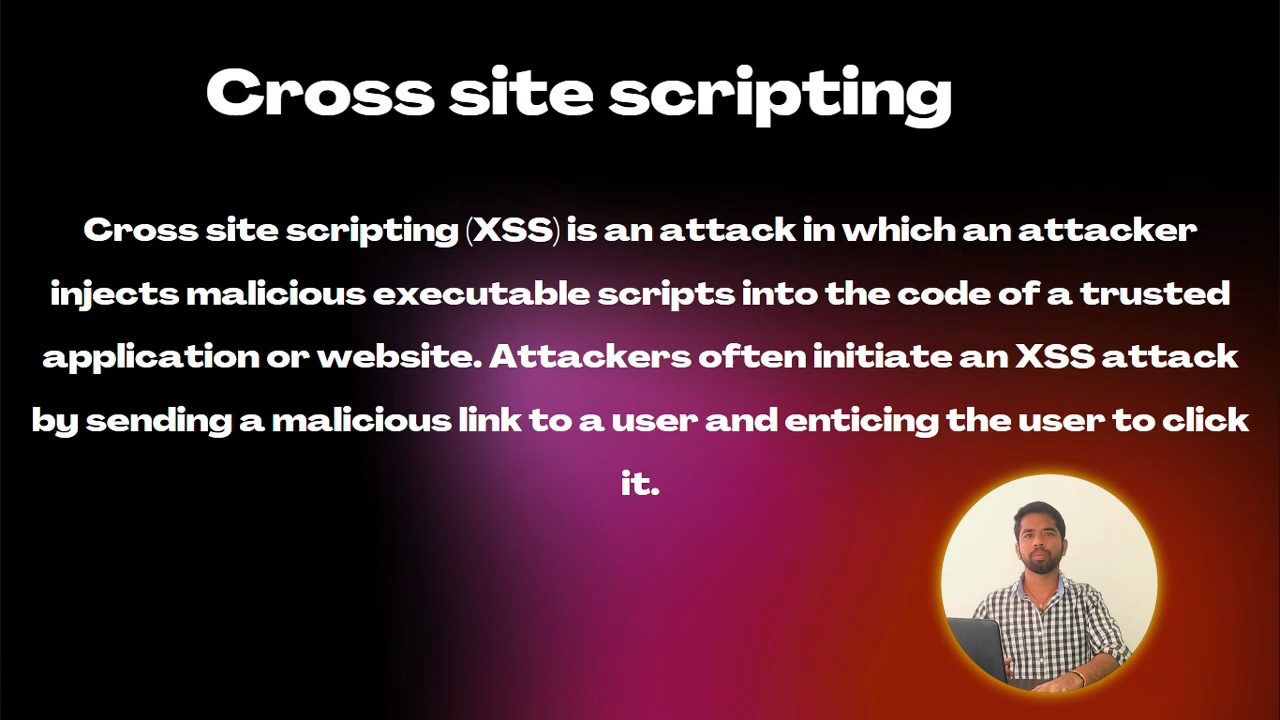 Cross site scripting
Cross site scripting (XSS) is an attack in which an attacker
injects malicious executable scripts into the code of a trusted
application or website. Attackers often initiate an XSS attack
by sending a malicious link to a user and enticing the user to click
it.